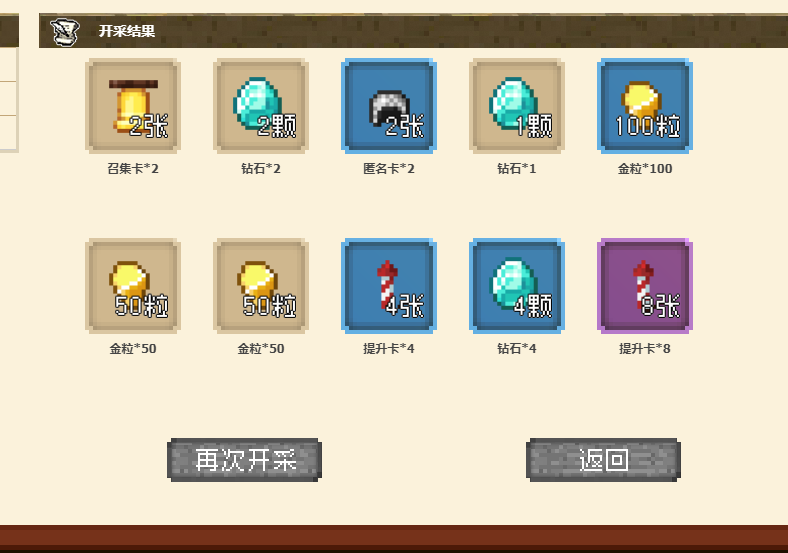 开采结果
2张 2颗 2张 1颗 100粒
召集卡*2 钻石*2 匿名卡*2 钻石*1 金粒*100
50粒 50粒 4张 4颗 8张
金粒*50 金粒*50 提升卡*4 钻石*4 提升卡*8
再次开采 返回